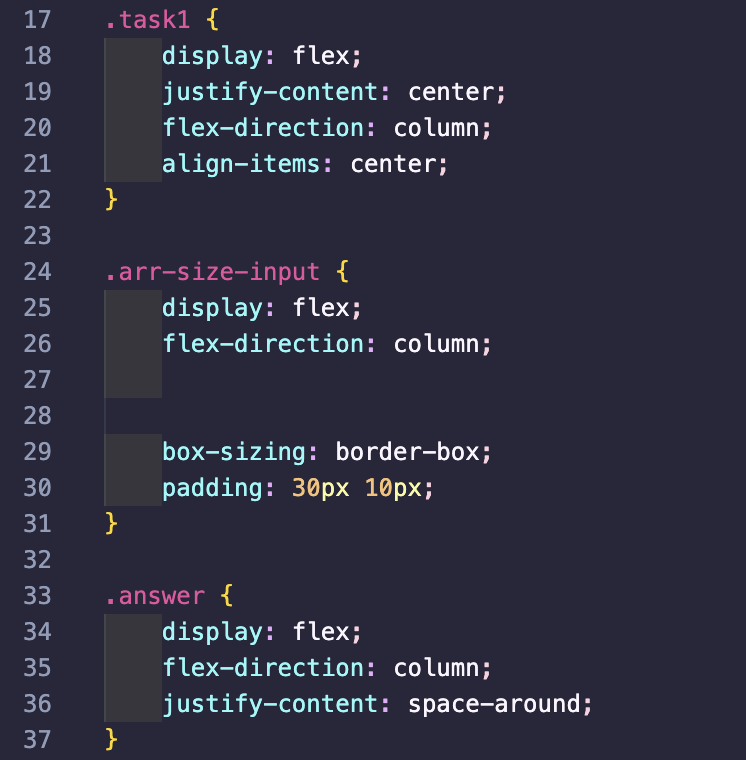 17 .task1 {
18     display: flex;
19     justify-content: center;
20     flex-direction: column;
21     align-items: center;
22 }
23
24 .arr-size-input {
25     display: flex;
26     flex-direction: column;
27
28
29     box-sizing: border-box;
30     padding: 30px 10px;
31 }
32
33 .answer {
34     display: flex;
35     flex-direction: column;
36     justify-content: space-around;
37 }